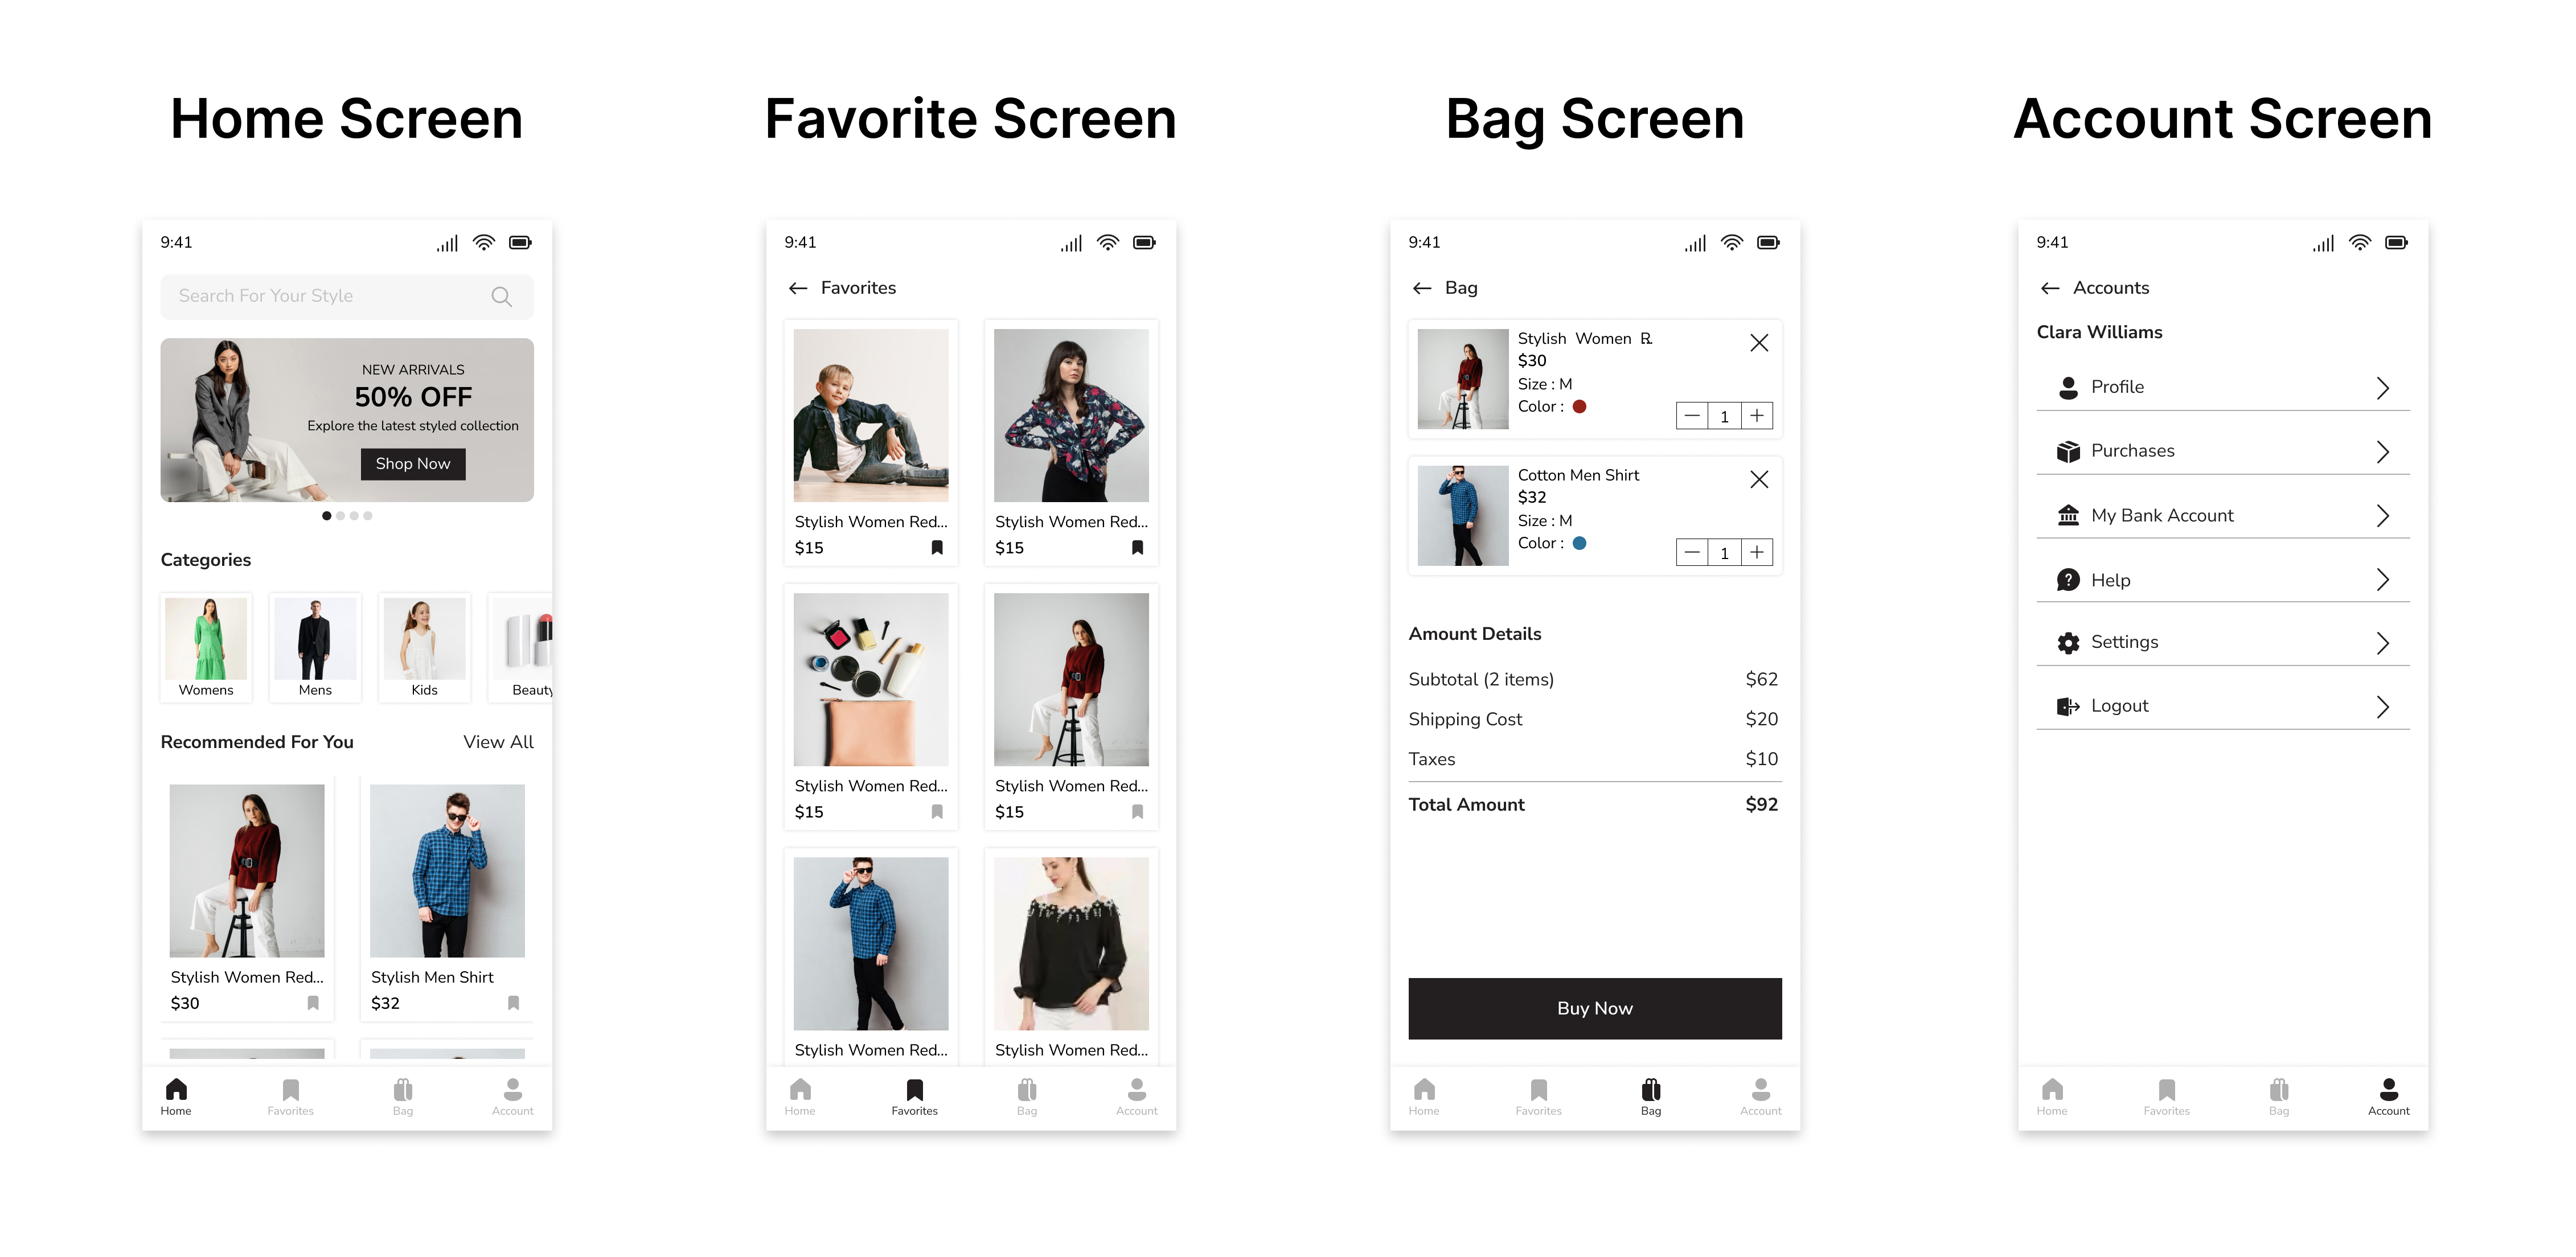 Home Screen
9:41
Search For Your Style
NEW ARRIVALS
50% OFF
Explore the latest styled collection
Shop Now
Categories
Womens
Mens
Kids
Beauty
Recommended For You
View All
Stylish Women Red...
$30
Stylish Men Shirt
$32
Home
Favorites
Bag
Account
Favorite Screen
9:41
Favorites
Stylish Women Red...
$15
Stylish Women Red...
$15
Stylish Women Red...
$15
Stylish Women Red...
$15
Stylish Women Red...
Stylish Women Red...
Home
Favorites
Bag
Account
Bag Screen
9:41
Bag
Stylish Women R.
$30
Size : M
Color :
1
Cotton Men Shirt
$32
Size : M
Color :
1
Amount Details
Subtotal (2 items) $62
Shipping Cost $20
Taxes $10
Total Amount $92
Buy Now
Home
Favorites
Bag
Account
Account Screen
9:41
Accounts
Clara Williams
Profile
Purchases
My Bank Account
Help
Settings
Logout
Home
Favorites
Bag
Account